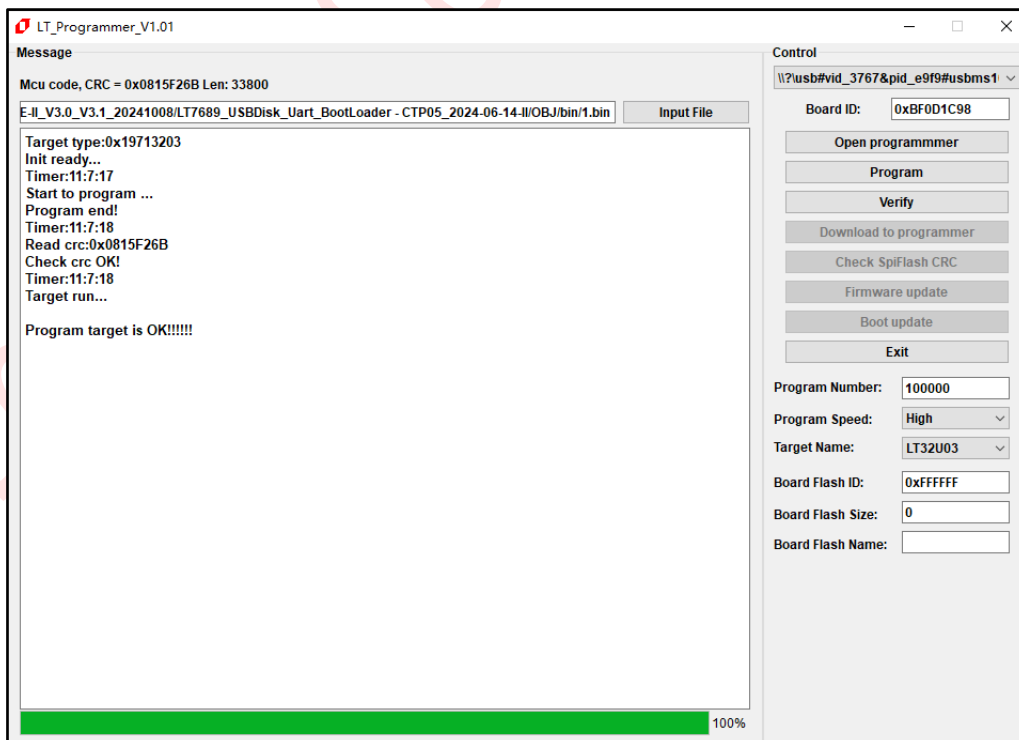 LT_Programmer_V1.01
Message
Mcu code, CRC = 0x0815F26B Len: 33800
E-II_V3.0_V3.1_20241008/LT7689_USBDisk_Uart_BootLoader - CTP05_2024-06-14-II/OBJ/bin/1.bin
Input File
Target type:0x19713203
Init ready...
Timer:11:7:17
Start to program ...
Program end!
Timer:11:7:18
Read crc:0x0815F26B
Check crc OK!
Timer:11:7:18
Target run...
Program target is OK!!!!!!
100%
Control
\\?\usb#vid_3767&pid_e9f9#usbms1
Board ID: 0xBF0D1C98
Open programmmer
Program
Verify
Download to programmer
Check SpiFlash CRC
Firmware update
Boot update
Exit
Program Number: 100000
Program Speed: High
Target Name: LT32U03
Board Flash ID: 0xFFFFFF
Board Flash Size: 0
Board Flash Name: